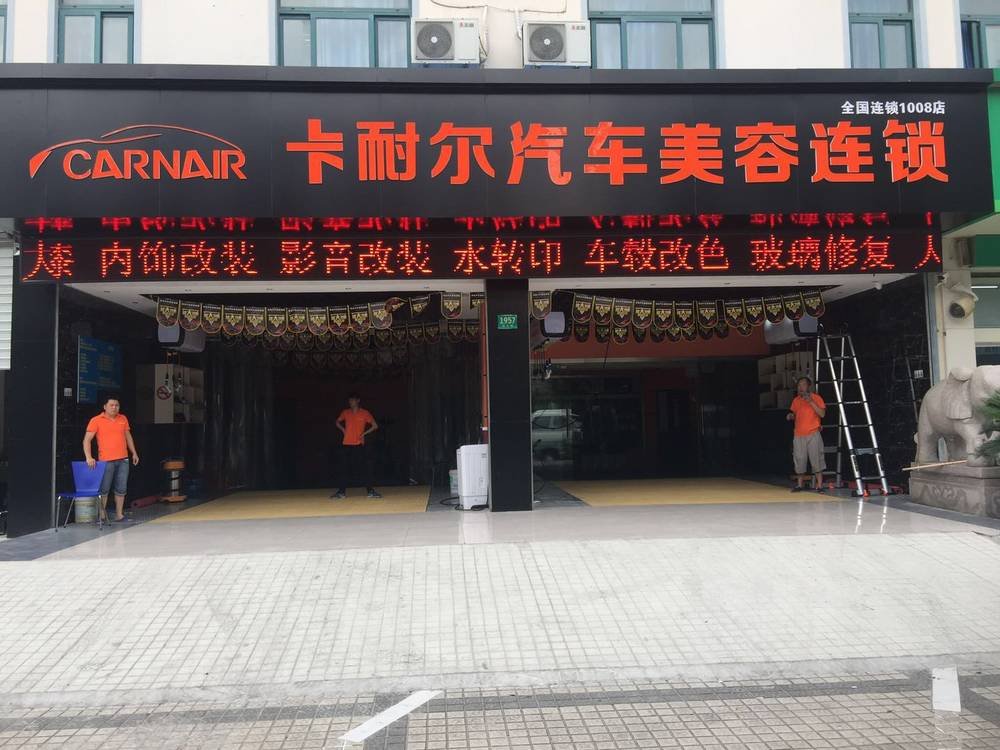 全国连锁1008店
CARNAIR 卡耐尔汽车美容连锁
内饰改装 影音改装 水转印 车毂改色 玻璃修复 人
1957